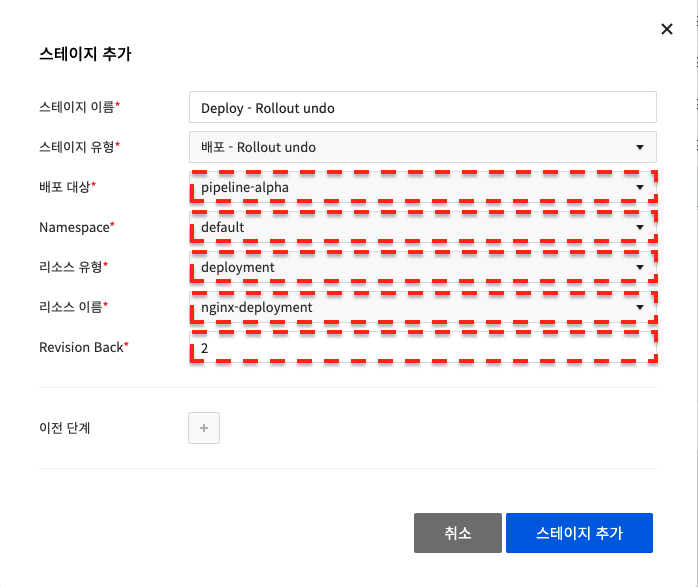 스테이지 추가
스테이지 이름* Deploy - Rollout undo
스테이지 유형* 배포 - Rollout undo
배포 대상* pipeline-alpha
Namespace* default
리소스 유형* deployment
리소스 이름* nginx-deployment
Revision Back* 2
이전 단계 +
취소 스테이지 추가